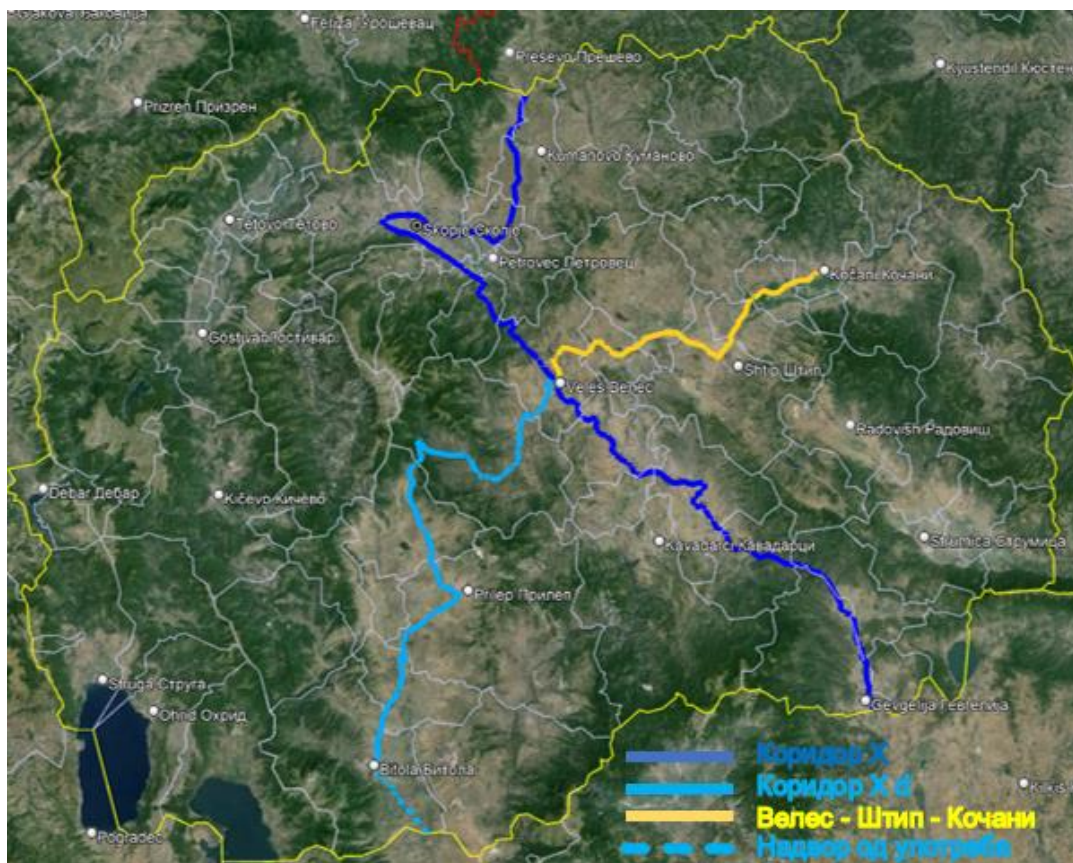 Ferizaj Урошевац
Preševo Прешево
Kyustendil Кюстен
Prizren Призрен
Kumanovo Куманово
Tetovo Тетово
Skopje Скопје
Petrovec Петровец
Kočani Кочани
Gostivar Гостивар
Shtip Штип
Veles Велес
Radovish Радовиш
Debar Дебар
Kičevo Кичево
Kavadarci Кавадарци
Strumica Струмица
Prilep Прилеп
Struga Струга
Ohrid Охрид
Gevgelija Гевгелија
Коридор X
Bitola Битола
Коридор X d
Kilkis
Велес - Штип - Кочани
Pogradec
Надвор од употреба